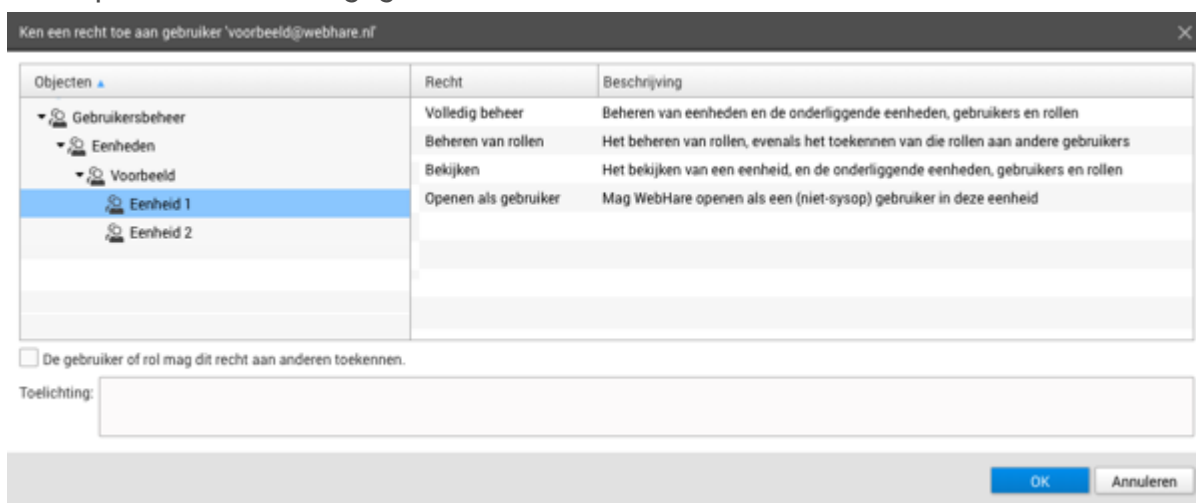 Ken een recht toe aan gebruiker 'voorbeeld@webhare.nl'
Objecten Recht Beschrijving
Gebruikersbeheer Volledig beheer Beheren van eenheden en de onderliggende eenheden, gebruikers en rollen
Eenheden Beheren van rollen Het beheren van rollen, evenals het toekennen van die rollen aan andere gebruikers
Voorbeeld Bekijken Het bekijken van een eenheid, en de onderliggende eenheden, gebruikers en rollen
Eenheid 1 Openen als gebruiker Mag WebHare openen als een (niet-sysop) gebruiker in deze eenheid
Eenheid 2
De gebruiker of rol mag dit recht aan anderen toekennen.
Toelichting:
OK Annuleren